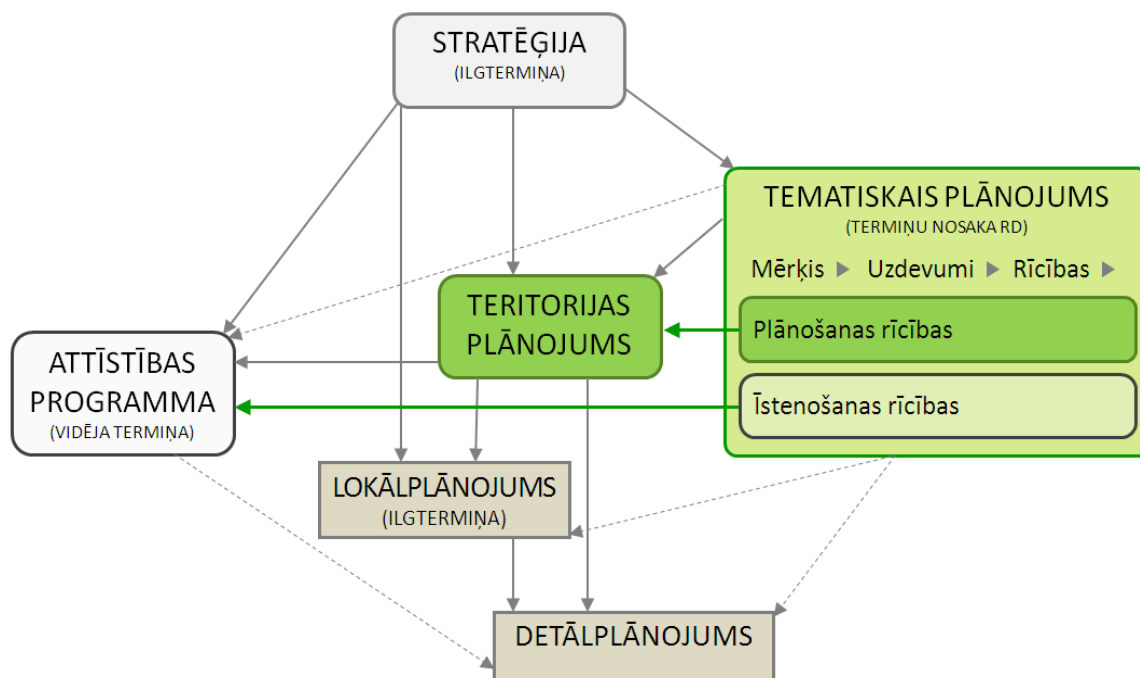 STRATĒĢIJA
(ILGTERMIŅA)
TEMATISKAIS PLĀNOJUMS
(TERMIŅU NOSAKA RD)
Mērķis Uzdevumi Rīcības
Plānošanas rīcības
Īstenošanas rīcības
TERITORIJAS
PLĀNOJUMS
ATTĪSTĪBAS
PROGRAMMA
(VIDĒJA TERMIŅA)
LOKĀLPLĀNOJUMS
(ILGTERMIŅA)
DETĀLPLĀNOJUMS